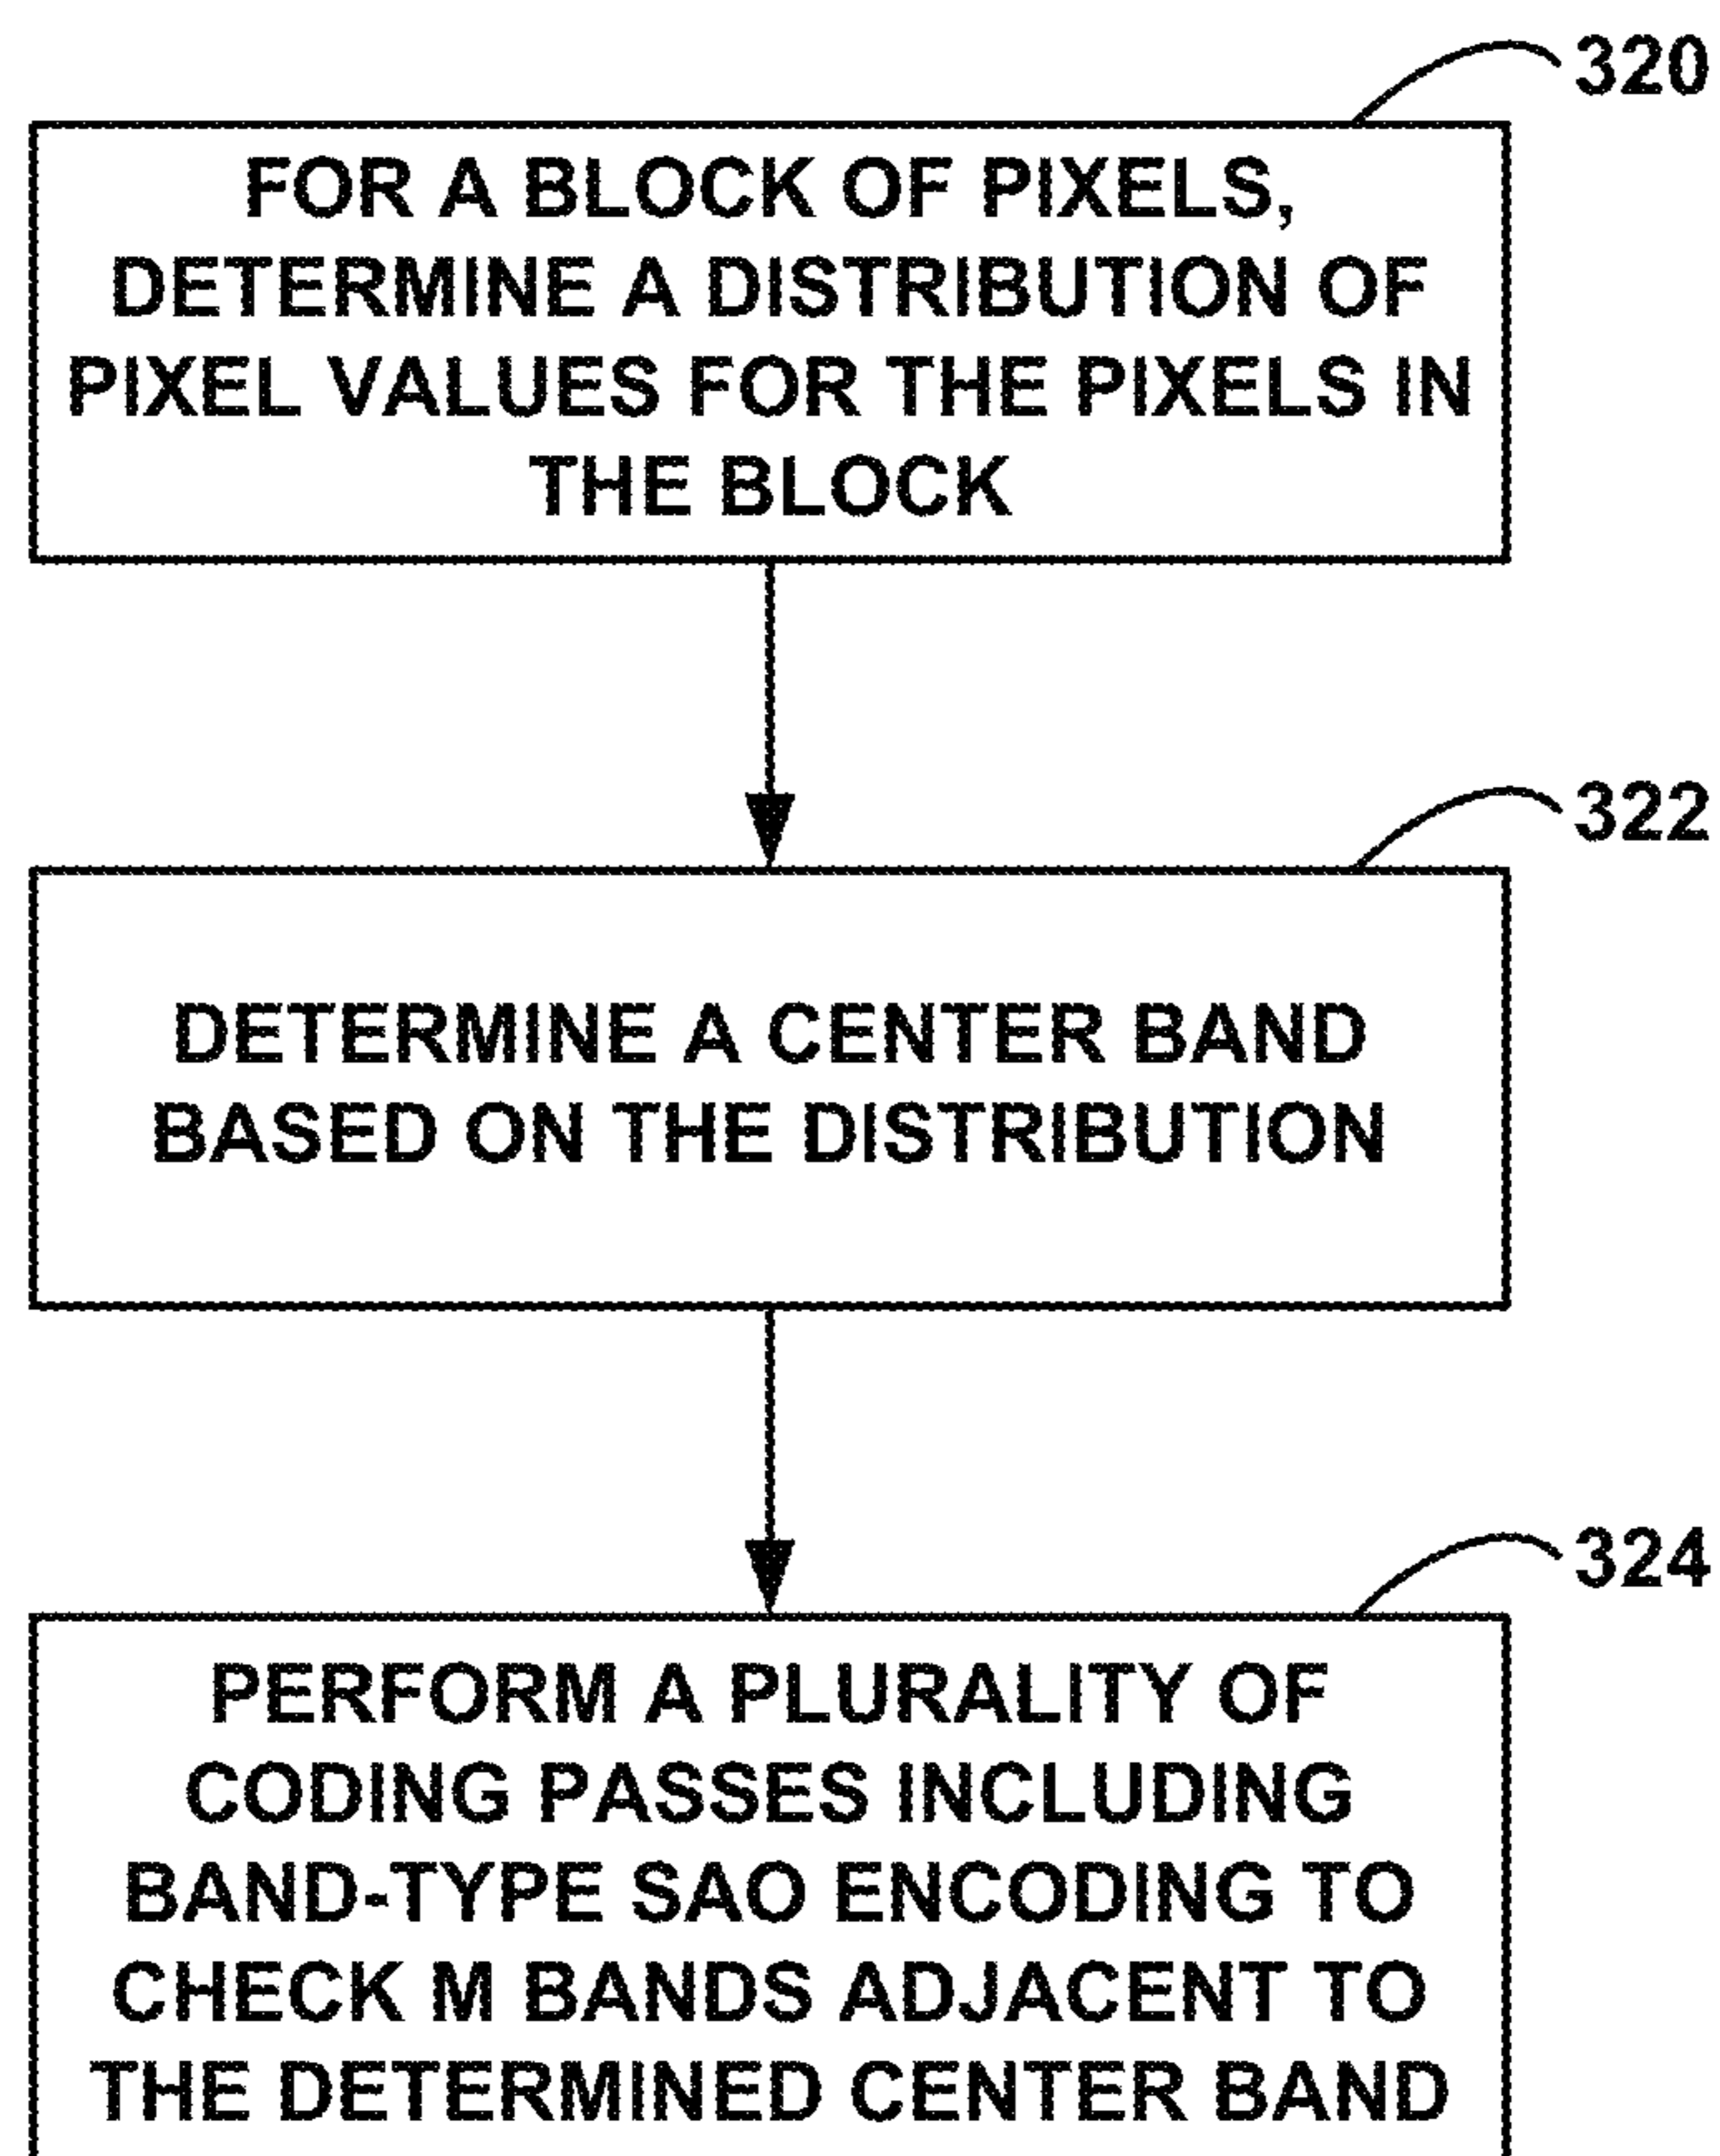 320
FOR A BLOCK OF PIXELS,
DETERMINE A DISTRIBUTION OF
PIXEL VALUES FOR THE PIXELS IN
THE BLOCK
322
DETERMINE A CENTER BAND
BASED ON THE DISTRIBUTION
324
PERFORM A PLURALITY OF
CODING PASSES INCLUDING
BAND-TYPE SAO ENCODING TO
CHECK M BANDS ADJACENT TO
THE DETERMINED CENTER BAND